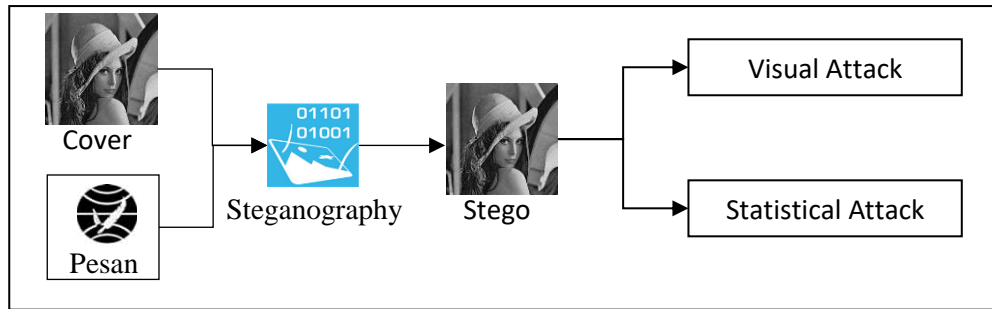 Cover
Pesan
01101
01001
Steganography
Stego
Visual Attack
Statistical Attack